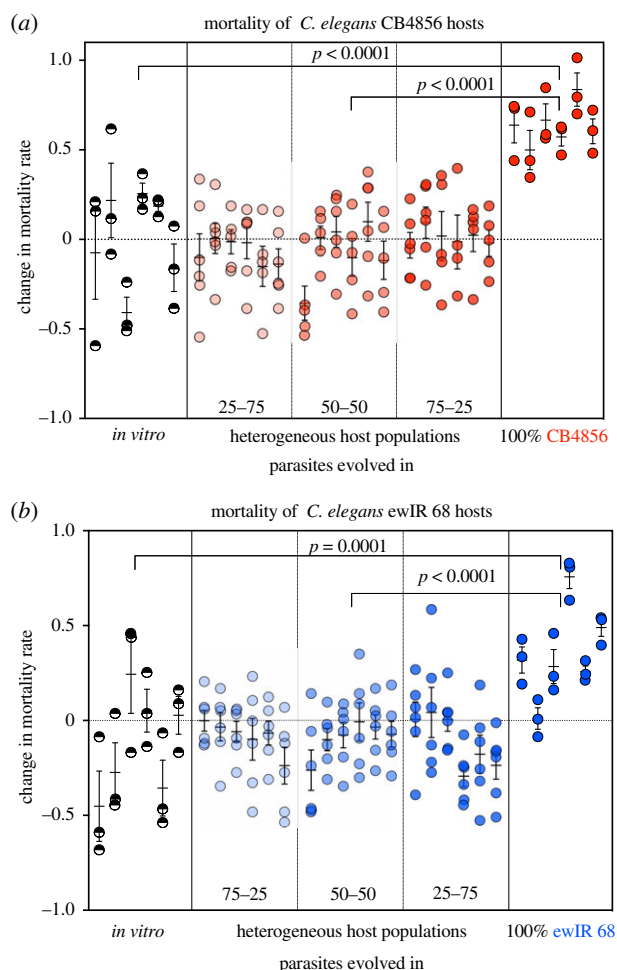 (a) mortality of C. elegans CB4856 hosts
1.0
p < 0.0001
p < 0.0001
0.5
0
–0.5
–1.0
change in mortality rate
25–75 50–50 75–25
in vitro heterogeneous host populations 100% CB4856
parasites evolved in
(b) mortality of C. elegans ewIR 68 hosts
1.0
p = 0.0001
p < 0.0001
0.5
0
–0.5
–1.0
change in mortality rate
75–25 50–50 25–75
in vitro heterogeneous host populations 100% ewIR 68
parasites evolved in